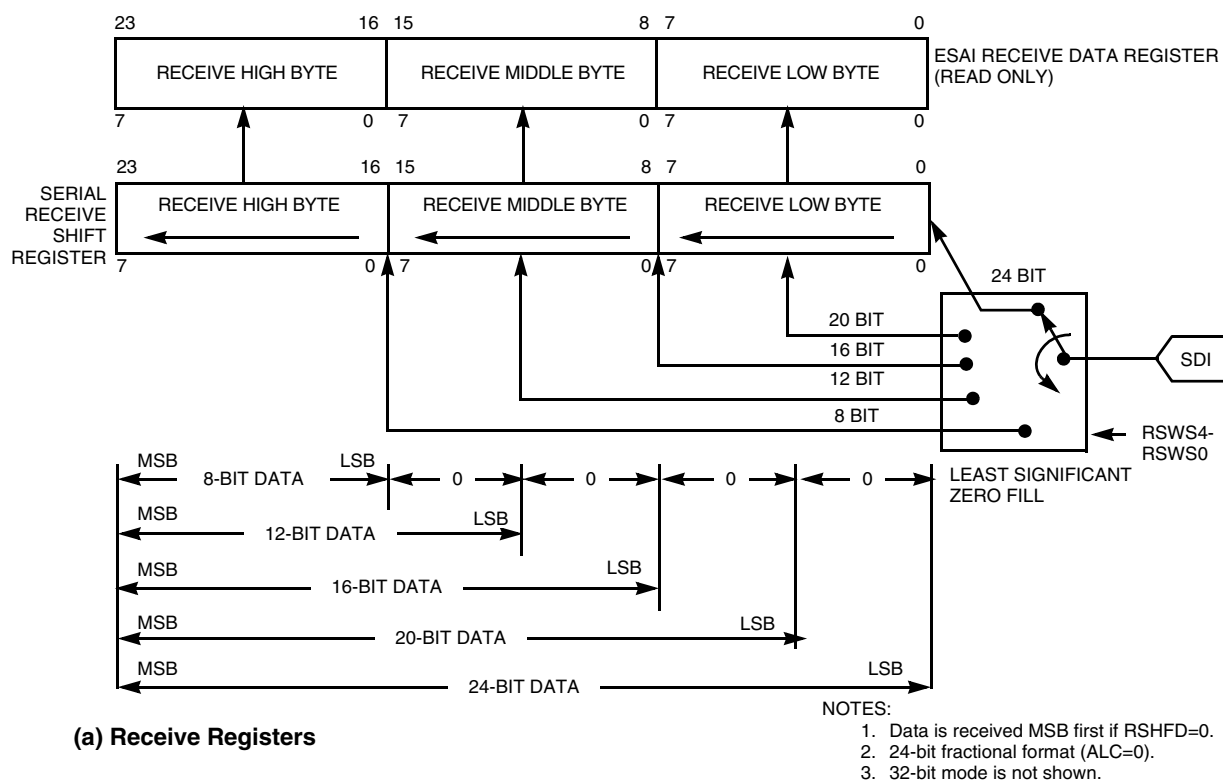 23 16 15 8 7 0
RECEIVE HIGH BYTE RECEIVE MIDDLE BYTE RECEIVE LOW BYTE
ESAI RECEIVE DATA REGISTER
(READ ONLY)
7 0 7 0 7 0
23 16 15 8 7 0
SERIAL
RECEIVE
SHIFT
REGISTER
RECEIVE HIGH BYTE RECEIVE MIDDLE BYTE RECEIVE LOW BYTE
7 0 7 0 7 0
24 BIT
20 BIT
16 BIT
12 BIT
8 BIT
SDI
RSWS4-
RSWS0
LEAST SIGNIFICANT
ZERO FILL
MSB LSB
8-BIT DATA 0 0 0 0
MSB LSB
12-BIT DATA
MSB LSB
16-BIT DATA
MSB LSB
20-BIT DATA
MSB LSB
24-BIT DATA
(a) Receive Registers
NOTES:
1. Data is received MSB first if RSHFD=0.
2. 24-bit fractional format (ALC=0).
3. 32-bit mode is not shown.